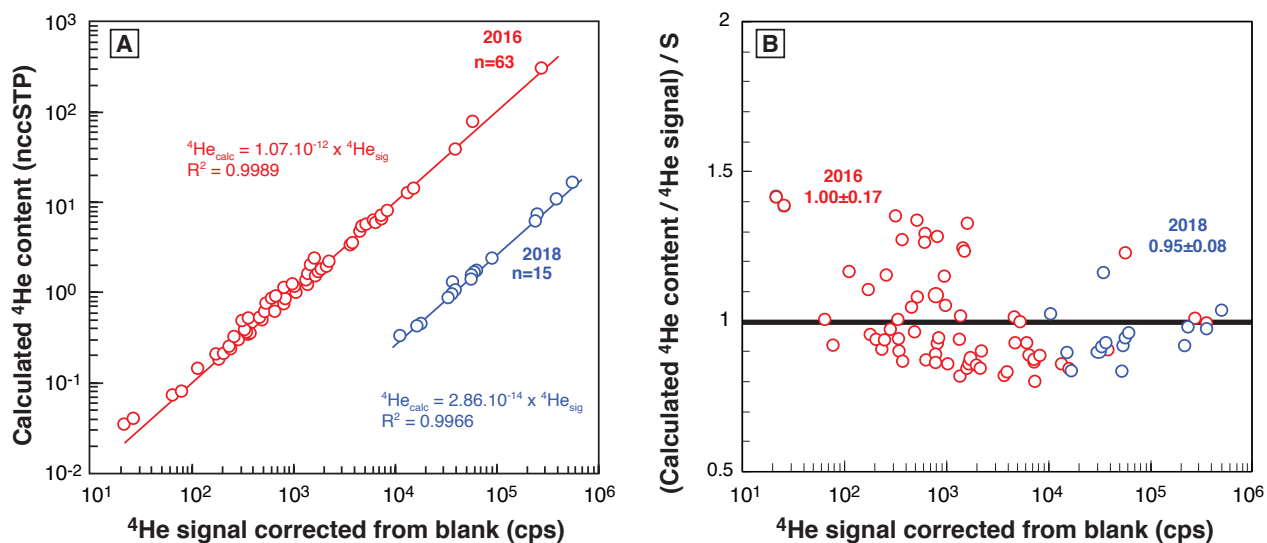 A
10³
10²
10¹
10⁰
10⁻¹
10⁻²
Calculated ⁴He content (nccSTP)
2016
n=63
⁴He_calc = 1.07.10⁻¹² x ⁴He_sig
R² = 0.9989
2018
n=15
⁴He_calc = 2.86.10⁻¹⁴ x ⁴He_sig
R² = 0.9966
10¹ 10² 10³ 10⁴ 10⁵ 10⁶
⁴He signal corrected from blank (cps)
B
2
1.5
1
0.5
(Calculated ⁴He content / ⁴He signal) / S
2016
1.00±0.17
2018
0.95±0.08
10¹ 10² 10³ 10⁴ 10⁵ 10⁶
⁴He signal corrected from blank (cps)